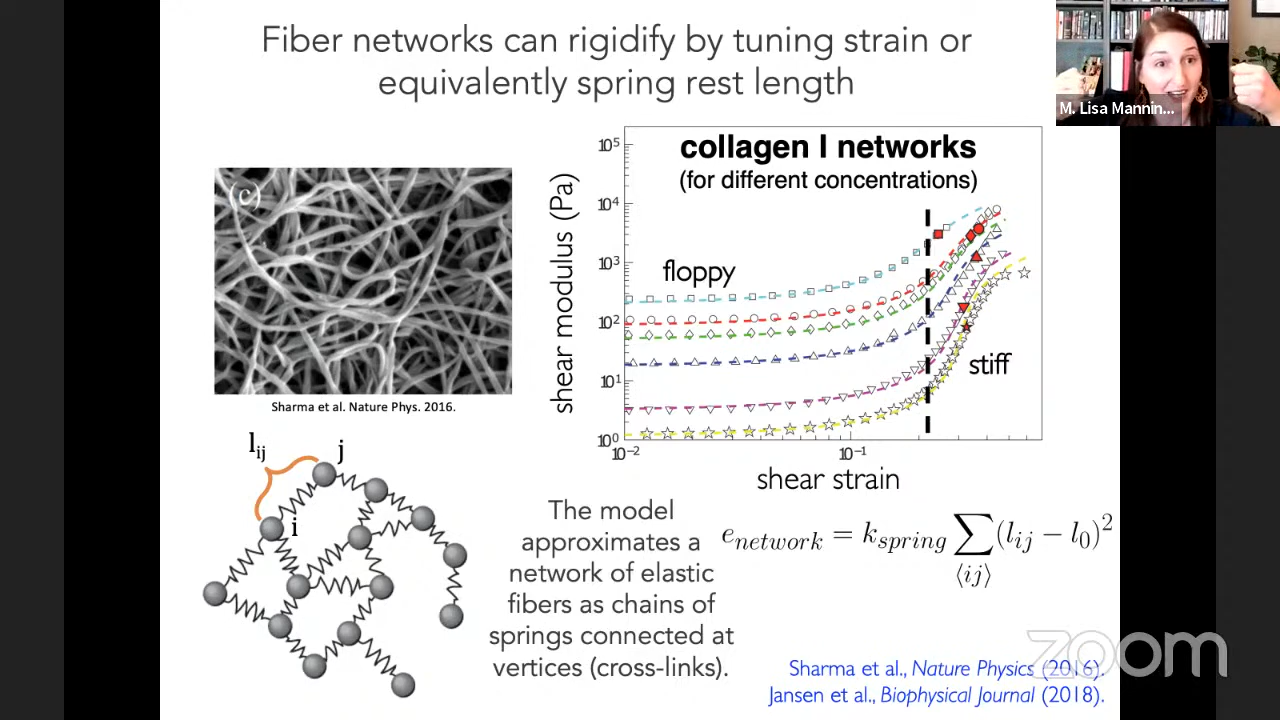 Fiber networks can rigidify by tuning strain or
equivalently spring rest length
M. Lisa Mannin...
(c)
Sharma et al. Nature Phys. 2016.
collagen I networks
(for different concentrations)
floppy
stiff
shear modulus (Pa)
10⁵
10⁴
10³
10²
10¹
10⁰
10⁻²
10⁻¹
shear strain
lᵢⱼ
j
i
The model
approximates a
network of elastic
fibers as chains of
springs connected at
vertices (cross-links).
e_network = k_spring ∑_⟨ij⟩ (l_ij − l_0)²
zoom
Sharma et al., Nature Physics (2016).
Jansen et al., Biophysical Journal (2018).